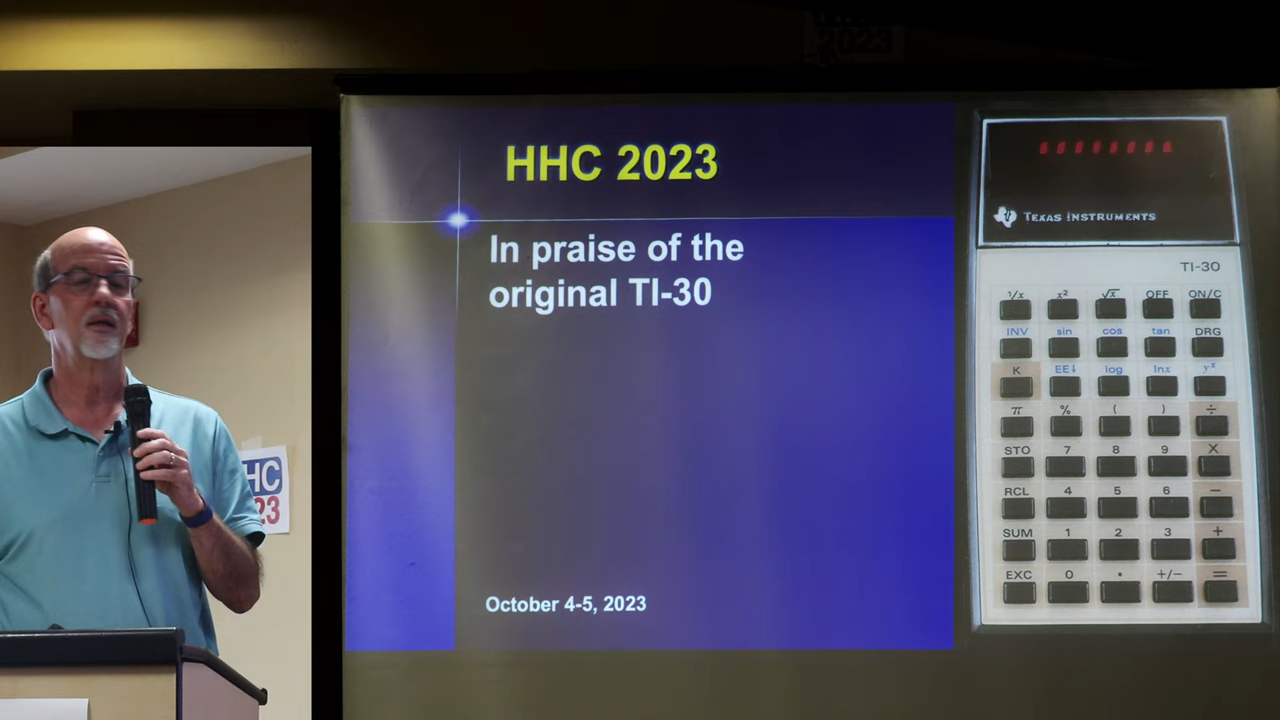 2023
HHC 2023
In praise of the
original TI-30
October 4-5, 2023
HC
23
TEXAS INSTRUMENTS
TI-30
1/x x² √x OFF ON/C
INV sin cos tan DRG
K EE↓ log lnx yˣ
π % ( ) ÷
STO 7 8 9 X
RCL 4 5 6 −
SUM 1 2 3 +
EXC 0 . +/− =